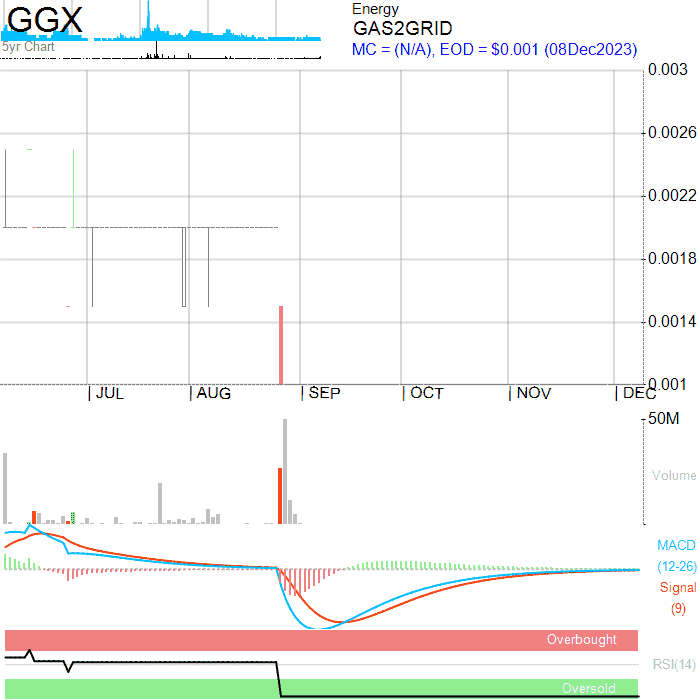 GGX
5yr Chart
Energy
GAS2GRID
MC = (N/A), EOD = $0.001 (08Dec2023)
0.003
0.0026
0.0022
0.0018
0.0014
0.001
JUL AUG SEP OCT NOV DEC
50M
Volume
MACD
(12-26)
Signal
(9)
Overbought
RSI(14)
Oversold